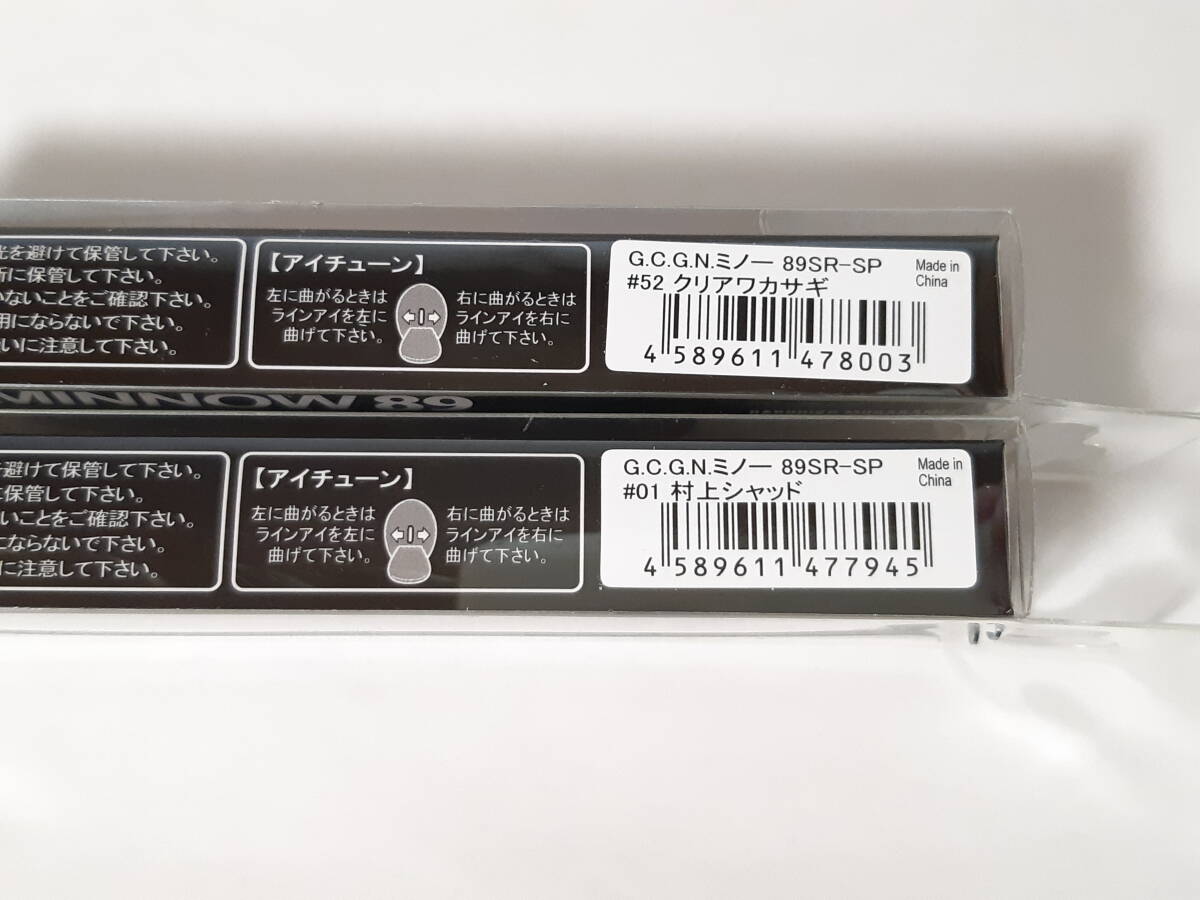 光を避けて保管して下さい。
所に保管して下さい。
いないことをご確認下さい。
用にならないで下さい。
いに注意して下さい。
【アイチューン】
左に曲がるときは
ラインアイを左に
曲げて下さい。
右に曲がるときは
ラインアイを右に
曲げて下さい。
G.C.G.N.ミノー 89SR-SP
Made in
China
#52 クリアワカサギ
4 589611 478003
MINNOW 89
を避けて保管して下さい。
に保管して下さい。
いことをご確認下さい。
にならないで下さい。
に注意して下さい。
【アイチューン】
左に曲がるときは
ラインアイを左に
曲げて下さい。
右に曲がるときは
ラインアイを右に
曲げて下さい。
G.C.G.N.ミノー 89SR-SP
Made in
China
#01 村上シャッド
4 589611 477945